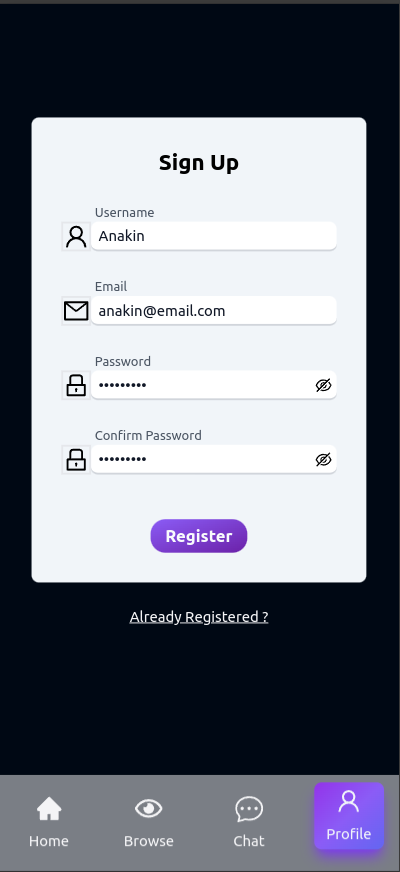 Sign Up
Username
Anakin
Email
anakin@email.com
Password
•••••••••
Confirm Password
•••••••••
Register
Already Registered ?
Home Browse Chat Profile